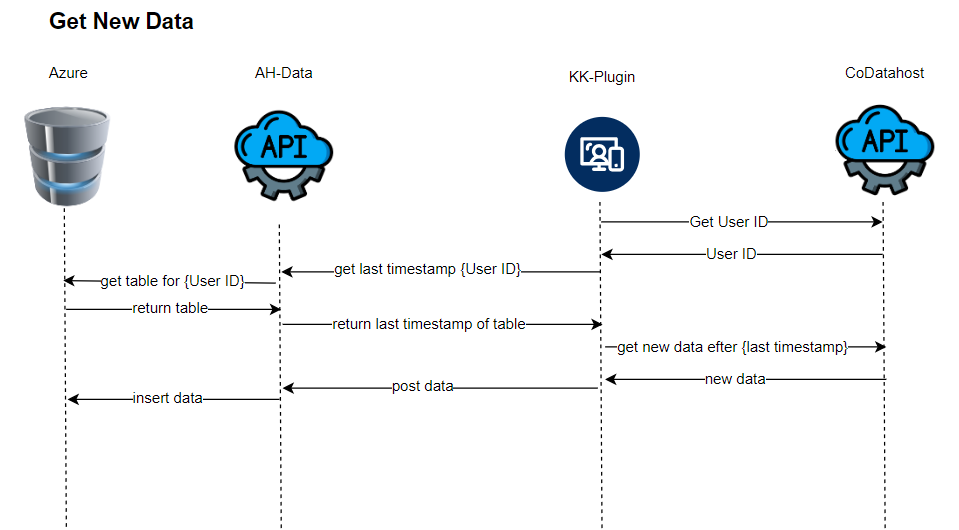 Get New Data
Azure
AH-Data
KK-Plugin
CoDatahost
API
API
Get User ID
User ID
get last timestamp {User ID}
get table for {User ID}
return table
return last timestamp of table
get new data efter {last timestamp}
new data
post data
insert data